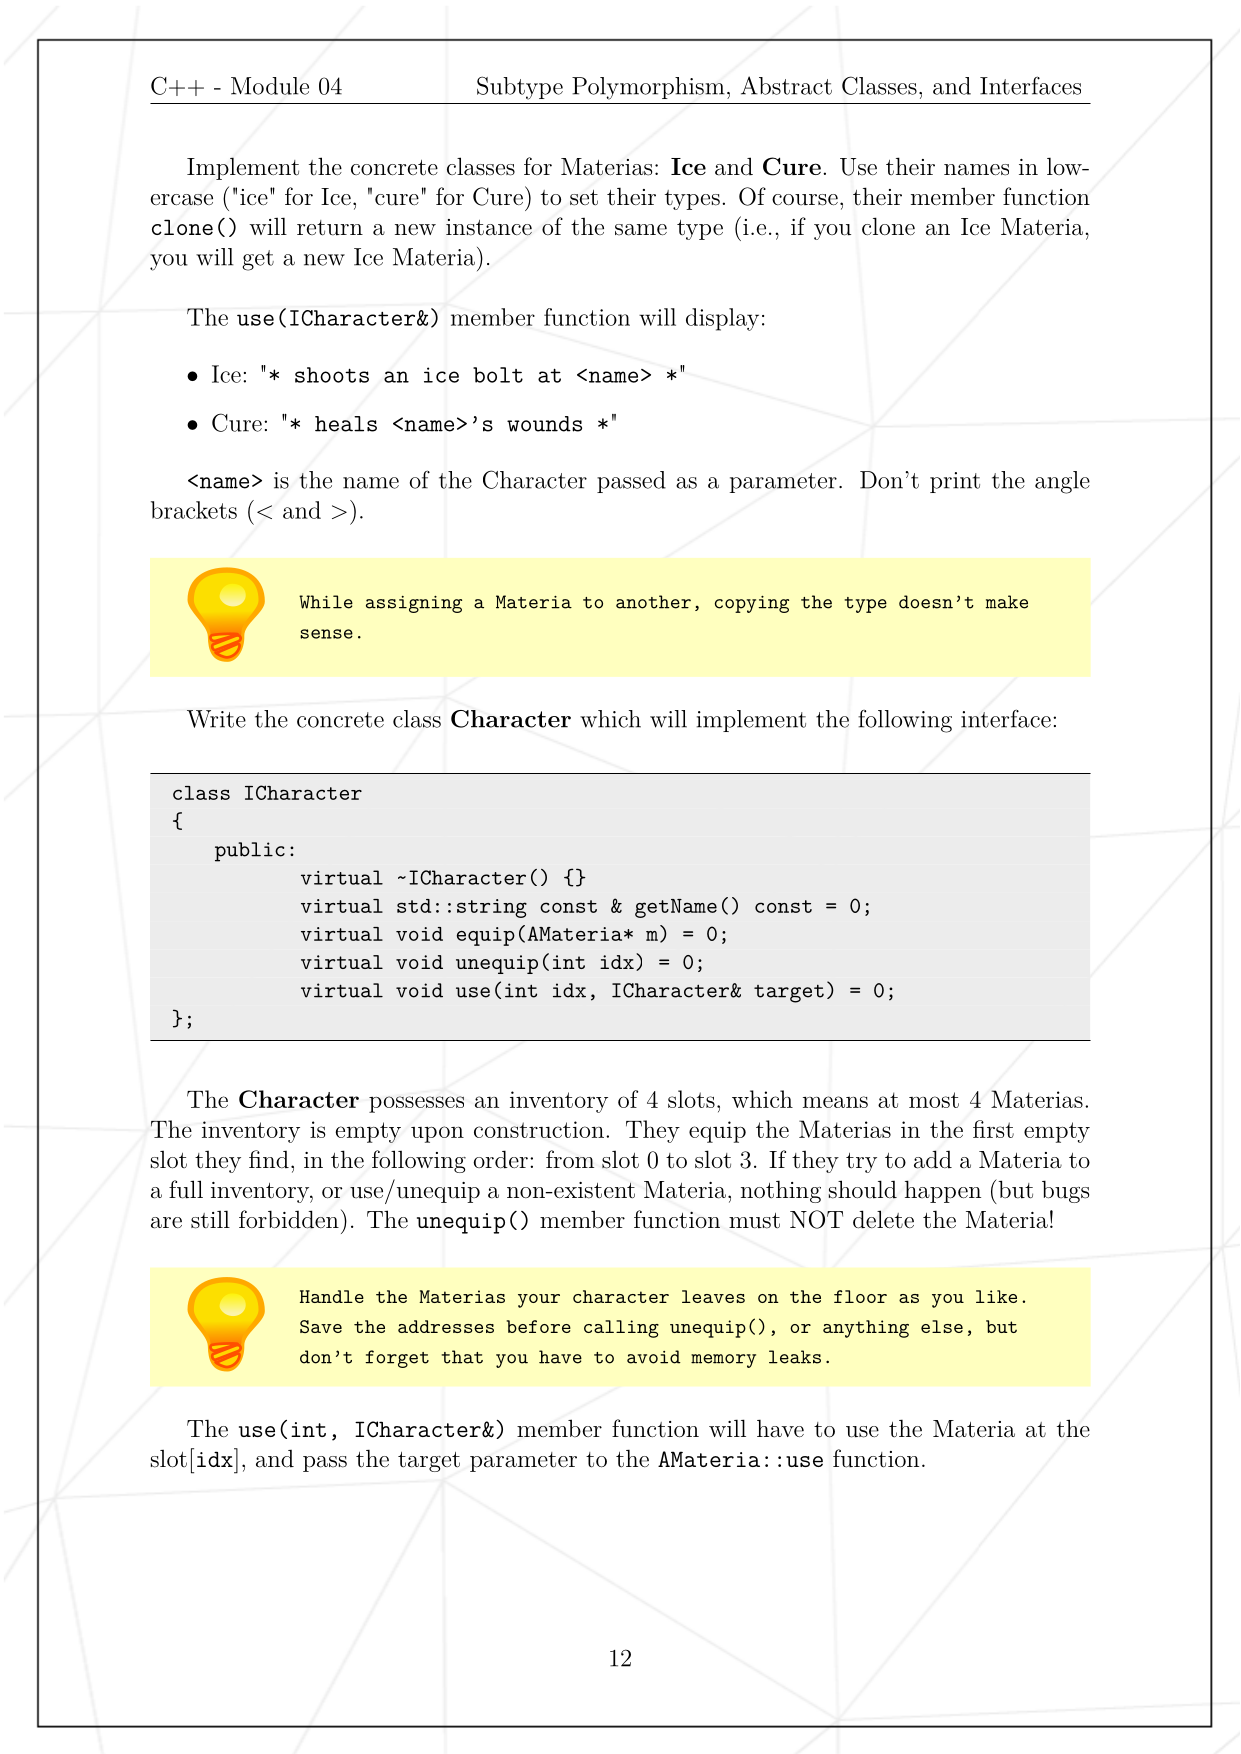 C++ - Module 04 Subtype Polymorphism, Abstract Classes, and Interfaces
Implement the concrete classes for Materias: Ice and Cure. Use their names in low-
ercase ("ice" for Ice, "cure" for Cure) to set their types. Of course, their member function
clone() will return a new instance of the same type (i.e., if you clone an Ice Materia,
you will get a new Ice Materia).
The use(ICharacter&) member function will display:
• Ice: "* shoots an ice bolt at <name> *"
• Cure: "* heals <name>'s wounds *"
<name> is the name of the Character passed as a parameter. Don't print the angle
brackets (< and >).
While assigning a Materia to another, copying the type doesn't make
sense.
Write the concrete class Character which will implement the following interface:
class ICharacter
{
public:
virtual ~ICharacter() {}
virtual std::string const & getName() const = 0;
virtual void equip(AMateria* m) = 0;
virtual void unequip(int idx) = 0;
virtual void use(int idx, ICharacter& target) = 0;
};
The Character possesses an inventory of 4 slots, which means at most 4 Materias.
The inventory is empty upon construction. They equip the Materias in the first empty
slot they find, in the following order: from slot 0 to slot 3. If they try to add a Materia to
a full inventory, or use/unequip a non-existent Materia, nothing should happen (but bugs
are still forbidden). The unequip() member function must NOT delete the Materia!
Handle the Materias your character leaves on the floor as you like.
Save the addresses before calling unequip(), or anything else, but
don't forget that you have to avoid memory leaks.
The use(int, ICharacter&) member function will have to use the Materia at the
slot[idx], and pass the target parameter to the AMateria::use function.
12